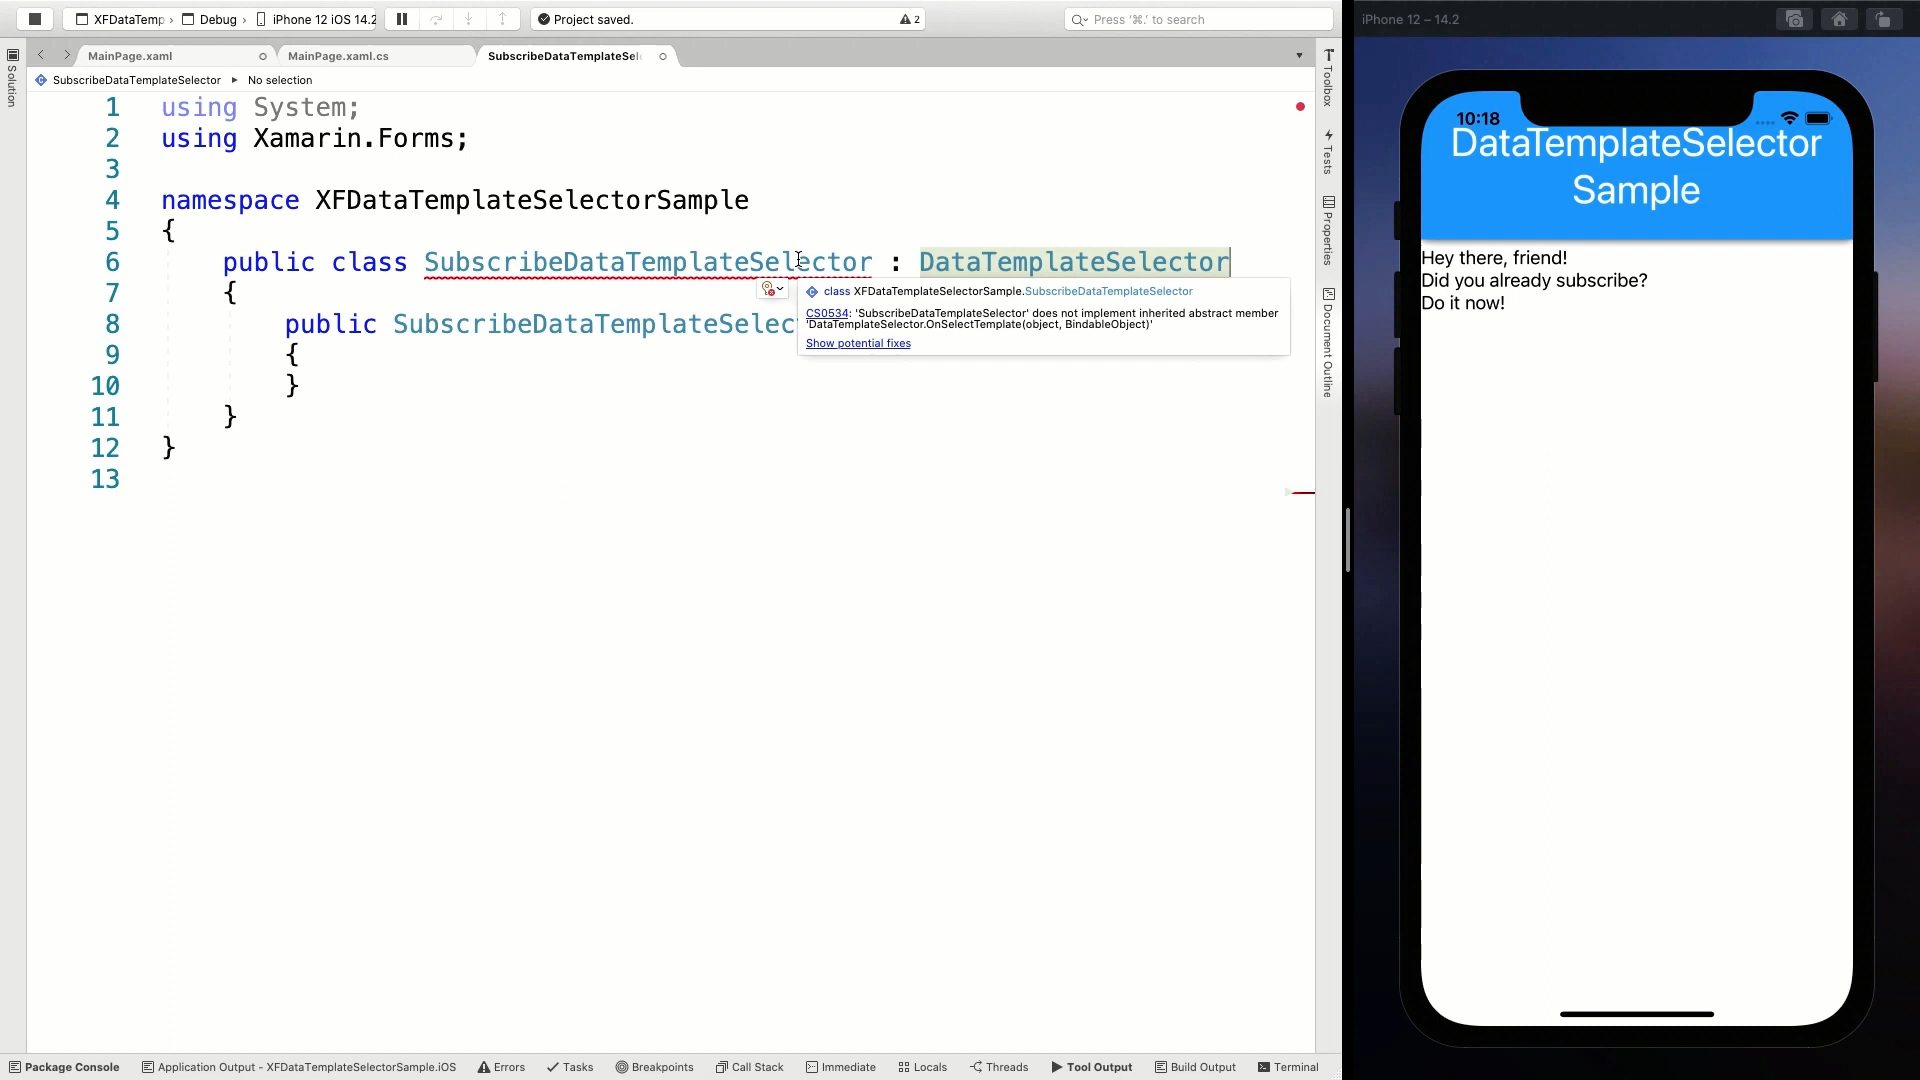 XFDataTemp › Debug › iPhone 12 iOS 14.2
Project saved.
2
Press '⌘.' to search
iPhone 12 – 14.2
MainPage.xaml
MainPage.xaml.cs
SubscribeDataTemplateSel
SubscribeDataTemplateSelector ▸ No selection
Solution
Toolbox
Tests
Properties
Document Outline
1 using System;
2 using Xamarin.Forms;
3
4 namespace XFDataTemplateSelectorSample
5 {
6 public class SubscribeDataTemplateSelector : DataTemplateSelector
7 {
8 public SubscribeDataTemplateSelec
9 {
10 }
11 }
12 }
13
class XFDataTemplateSelectorSample.SubscribeDataTemplateSelector
CS0534: 'SubscribeDataTemplateSelector' does not implement inherited abstract member
'DataTemplateSelector.OnSelectTemplate(object, BindableObject)'
Show potential fixes
10:18
DataTemplateSelector
Sample
Hey there, friend!
Did you already subscribe?
Do it now!
Package Console
Application Output - XFDataTemplateSelectorSample.iOS
Errors
Tasks
Breakpoints
Call Stack
Immediate
Locals
Threads
Tool Output
Build Output
Terminal